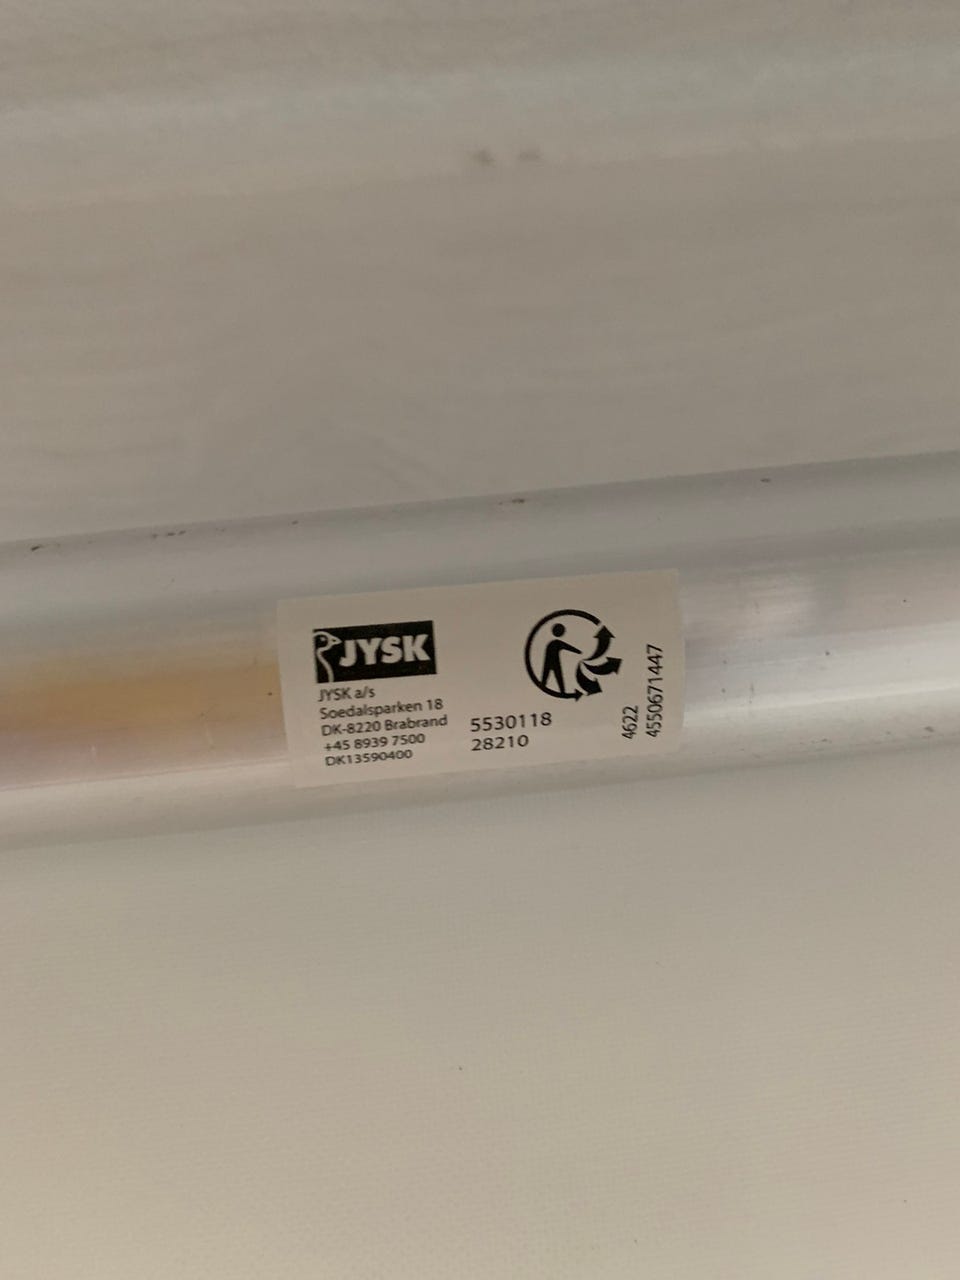 JYSK
JYSK a/s
Soedalsparken 18
DK-8220 Brabrand
+45 8939 7500
DK13590400
5530118
28210
4622
4550671447